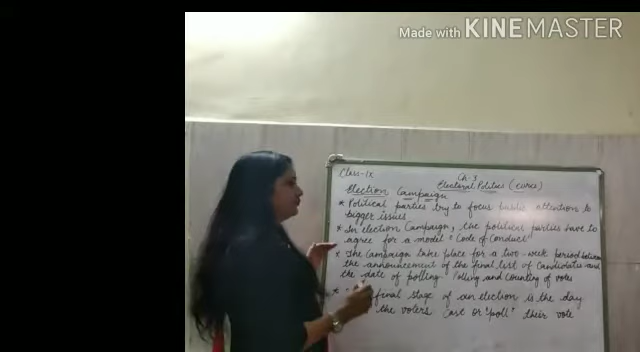 Made with KINEMASTER
Class-IX
Ch. 3
Electoral Politics (Civics)
Election Campaign
* Political parties try to focus public attention to
bigger issues
* In election campaign, the political parties have to
agree for a model "Code of Conduct"
* The Campaign take place for a two-week period between
the announcement of the final list of Candidates and
the date of polling Polling and Counting of votes
* final stage of an election is the day
the voters cast or "poll" their vote